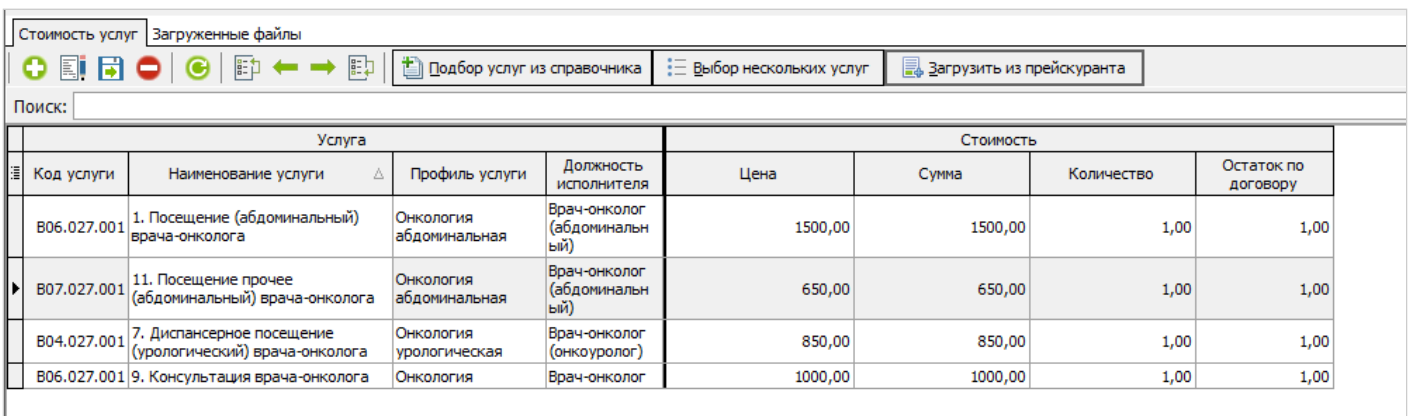 Стоимость услуг Загруженные файлы
Подбор услуг из справочника Выбор нескольких услуг Загрузить из прейскуранта
Поиск:
Услуга Стоимость
Код услуги Наименование услуги Профиль услуги Должность исполнителя Цена Сумма Количество Остаток по договору
B06.027.001 1. Посещение (абдоминальный) врача-онколога Онкология абдоминальная Врач-онколог (абдоминальн ый) 1500,00 1500,00 1,00 1,00
B07.027.001 11. Посещение прочее (абдоминальный) врача-онколога Онкология абдоминальная Врач-онколог (абдоминальн ый) 650,00 650,00 1,00 1,00
B04.027.001 7. Диспансерное посещение (урологический) врача-онколога Онкология урологическая Врач-онколог (онкоуролог) 850,00 850,00 1,00 1,00
B06.027.001 9. Консультация врача-онколога Онкология Врач-онколог 1000,00 1000,00 1,00 1,00